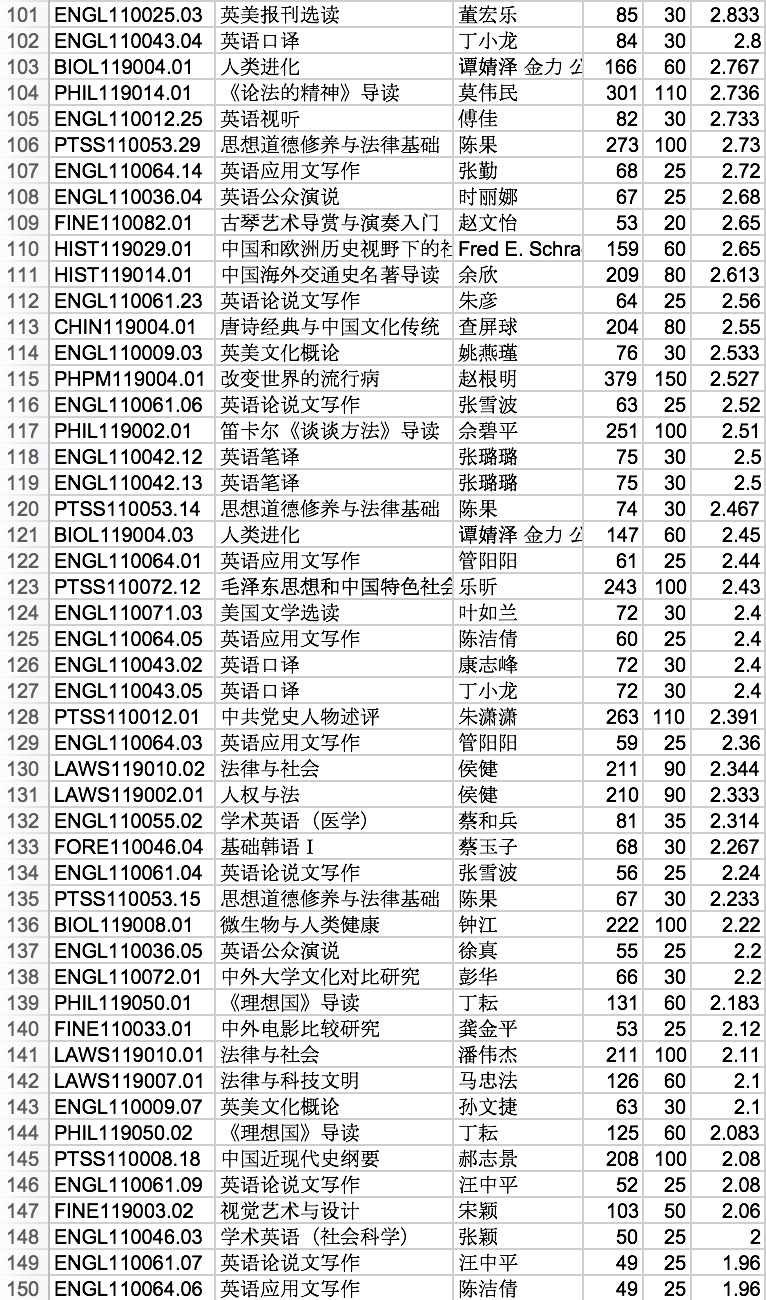 101 ENGL110025.03 英美报刊选读 董宏乐 85 30 2.833
102 ENGL110043.04 英语口译 丁小龙 84 30 2.8
103 BIOL119004.01 人类进化 谭婧泽 金力 公 166 60 2.767
104 PHIL119014.01 《论法的精神》导读 莫伟民 301 110 2.736
105 ENGL110012.25 英语视听 傅佳 82 30 2.733
106 PTSS110053.29 思想道德修养与法律基础 陈果 273 100 2.73
107 ENGL110064.14 英语应用文写作 张勤 68 25 2.72
108 ENGL110036.04 英语公众演说 时丽娜 67 25 2.68
109 FINE110082.01 古琴艺术导赏与演奏入门 赵文怡 53 20 2.65
110 HIST119029.01 中国和欧洲历史视野下的社 Fred E. Schra 159 60 2.65
111 HIST119014.01 中国海外交通史名著导读 余欣 209 80 2.613
112 ENGL110061.23 英语论说文写作 朱彦 64 25 2.56
113 CHIN119004.01 唐诗经典与中国文化传统 查屏球 204 80 2.55
114 ENGL110009.03 英美文化概论 姚燕瑾 76 30 2.533
115 PHPM119004.01 改变世界的流行病 赵根明 379 150 2.527
116 ENGL110061.06 英语论说文写作 张雪波 63 25 2.52
117 PHIL119002.01 笛卡尔《谈谈方法》导读 佘碧平 251 100 2.51
118 ENGL110042.12 英语笔译 张璐璐 75 30 2.5
119 ENGL110042.13 英语笔译 张璐璐 75 30 2.5
120 PTSS110053.14 思想道德修养与法律基础 陈果 74 30 2.467
121 BIOL119004.03 人类进化 谭婧泽 金力 公 147 60 2.45
122 ENGL110064.01 英语应用文写作 管阳阳 61 25 2.44
123 PTSS110072.12 毛泽东思想和中国特色社会 乐昕 243 100 2.43
124 ENGL110071.03 美国文学选读 叶如兰 72 30 2.4
125 ENGL110064.05 英语应用文写作 陈洁倩 60 25 2.4
126 ENGL110043.02 英语口译 康志峰 72 30 2.4
127 ENGL110043.05 英语口译 丁小龙 72 30 2.4
128 PTSS110012.01 中共党史人物述评 朱潇潇 263 110 2.391
129 ENGL110064.03 英语应用文写作 管阳阳 59 25 2.36
130 LAWS119010.02 法律与社会 侯健 211 90 2.344
131 LAWS119002.01 人权与法 侯健 210 90 2.333
132 ENGL110055.02 学术英语（医学） 蔡和兵 81 35 2.314
133 FORE110046.04 基础韩语Ⅰ 蔡玉子 68 30 2.267
134 ENGL110061.04 英语论说文写作 张雪波 56 25 2.24
135 PTSS110053.15 思想道德修养与法律基础 陈果 67 30 2.233
136 BIOL119008.01 微生物与人类健康 钟江 222 100 2.22
137 ENGL110036.05 英语公众演说 徐真 55 25 2.2
138 ENGL110072.01 中外大学文化对比研究 彭华 66 30 2.2
139 PHIL119050.01 《理想国》导读 丁耘 131 60 2.183
140 FINE110033.01 中外电影比较研究 龚金平 53 25 2.12
141 LAWS119010.01 法律与社会 潘伟杰 211 100 2.11
142 LAWS119007.01 法律与科技文明 马忠法 126 60 2.1
143 ENGL110009.07 英美文化概论 孙文捷 63 30 2.1
144 PHIL119050.02 《理想国》导读 丁耘 125 60 2.083
145 PTSS110008.18 中国近现代史纲要 郝志景 208 100 2.08
146 ENGL110061.09 英语论说文写作 汪中平 52 25 2.08
147 FINE119003.02 视觉艺术与设计 宋颖 103 50 2.06
148 ENGL110046.03 学术英语（社会科学） 张颖 50 25 2
149 ENGL110061.07 英语论说文写作 汪中平 49 25 1.96
150 ENGL110064.06 英语应用文写作 陈洁倩 49 25 1.96